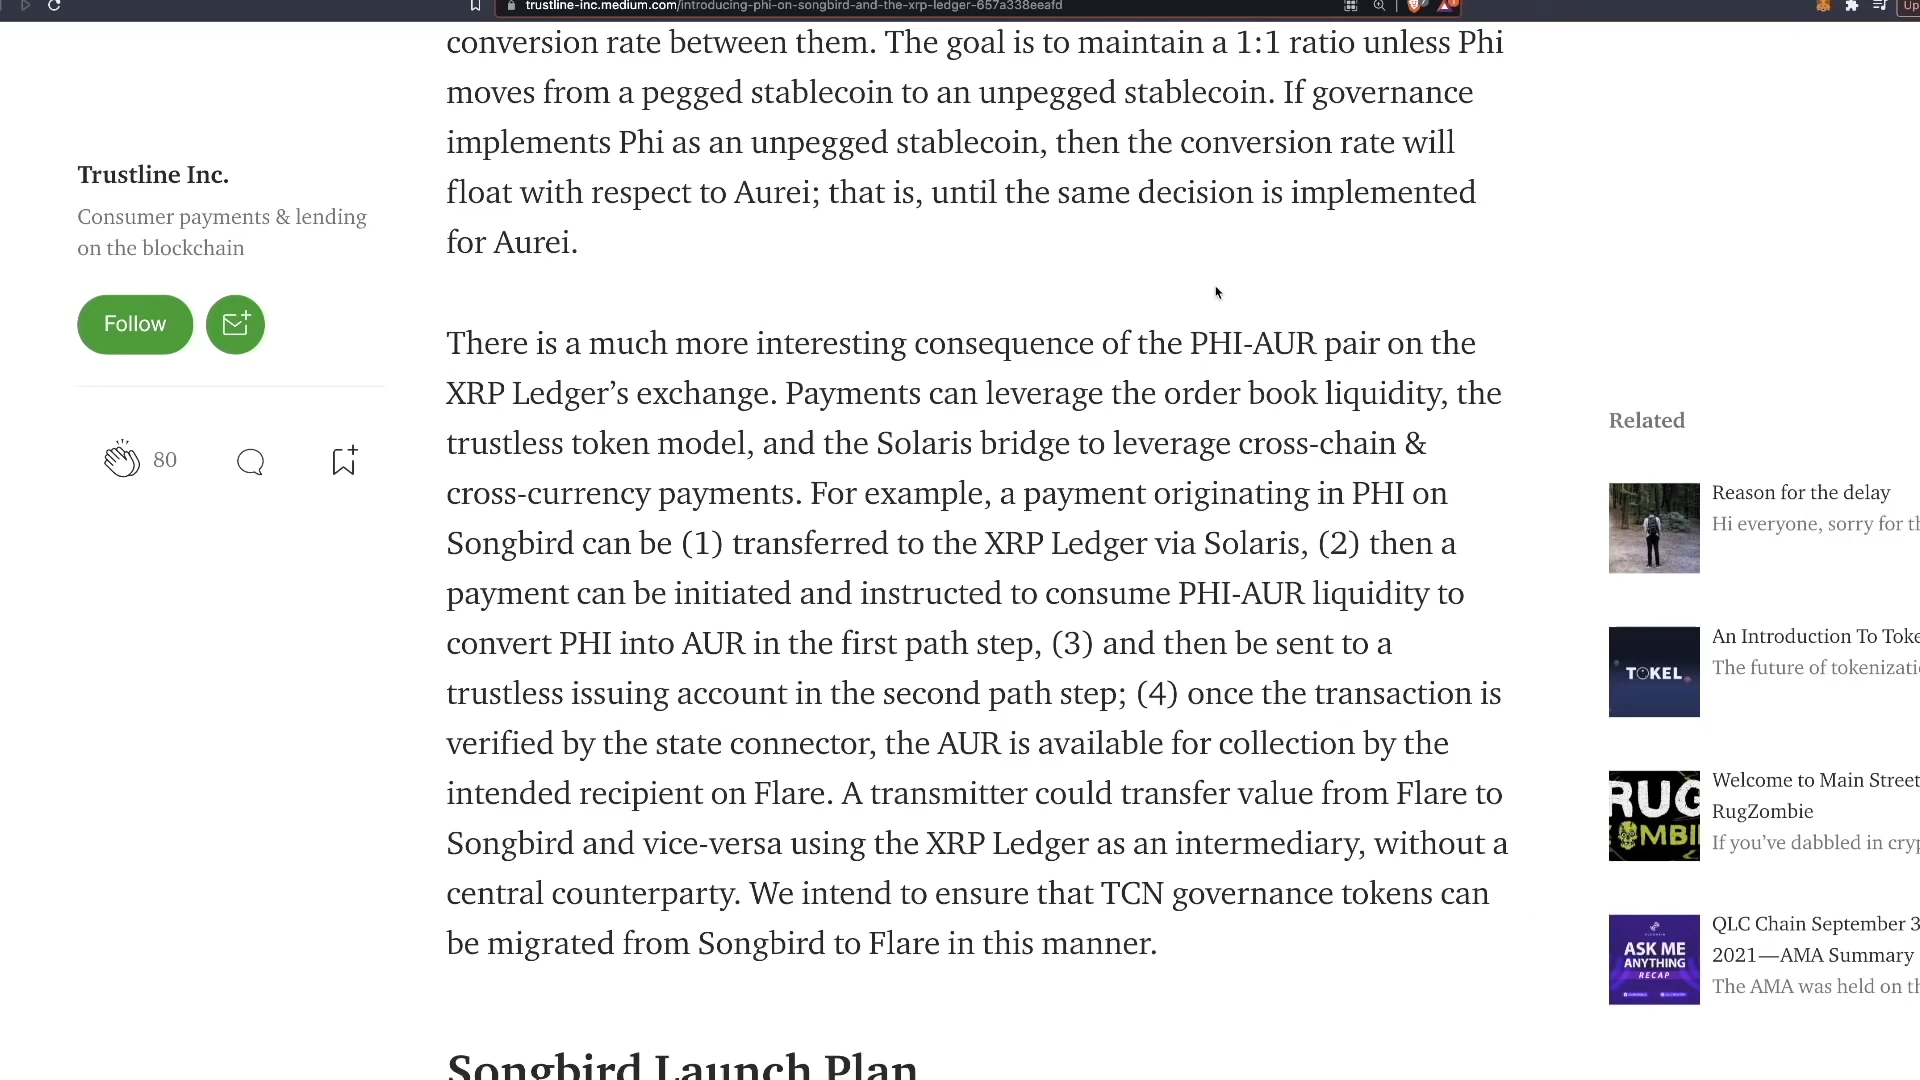 trustline-inc.medium.com/introducing-phi-on-songbird-and-the-xrp-ledger-657a338eeafd
Up
conversion rate between them. The goal is to maintain a 1:1 ratio unless Phi
moves from a pegged stablecoin to an unpegged stablecoin. If governance
implements Phi as an unpegged stablecoin, then the conversion rate will
float with respect to Aurei; that is, until the same decision is implemented
for Aurei.
Trustline Inc.
Consumer payments & lending
on the blockchain
Follow
80
There is a much more interesting consequence of the PHI-AUR pair on the
XRP Ledger’s exchange. Payments can leverage the order book liquidity, the
trustless token model, and the Solaris bridge to leverage cross-chain &
cross-currency payments. For example, a payment originating in PHI on
Songbird can be (1) transferred to the XRP Ledger via Solaris, (2) then a
payment can be initiated and instructed to consume PHI-AUR liquidity to
convert PHI into AUR in the first path step, (3) and then be sent to a
trustless issuing account in the second path step; (4) once the transaction is
verified by the state connector, the AUR is available for collection by the
intended recipient on Flare. A transmitter could transfer value from Flare to
Songbird and vice-versa using the XRP Ledger as an intermediary, without a
central counterparty. We intend to ensure that TCN governance tokens can
be migrated from Songbird to Flare in this manner.
Songbird Launch Plan
Related
Reason for the delay
Hi everyone, sorry for th
TOKEL
An Introduction To Toke
The future of tokenizati
RUG
ZOMBI
Welcome to Main Street
RugZombie
If you’ve dabbled in cryp
ASK ME
ANYTHING
RECAP
QLC Chain September 3
2021—AMA Summary
The AMA was held on th